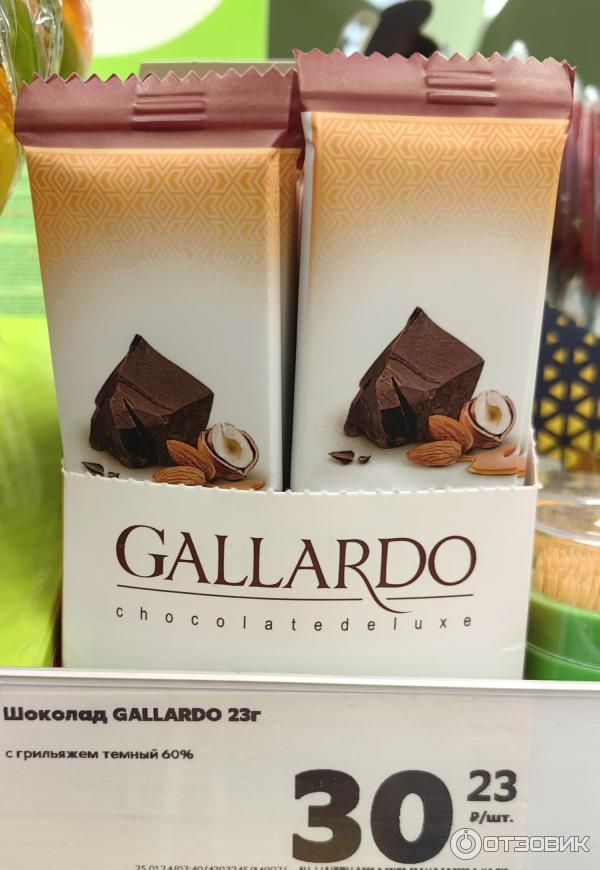 GALLARDO
chocolatedeluxe
Шоколад GALLARDO 23г
с грильяжем темный 60%
30 23
₽/шт.
ОТЗОВИК